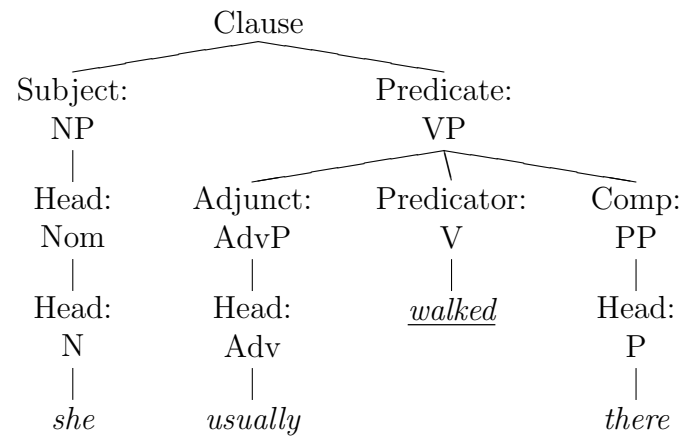 Clause
Subject: Predicate:
NP VP
Head: Adjunct: Predicator: Comp:
Nom AdvP V PP
Head: Head: walked Head:
N Adv P
she usually there